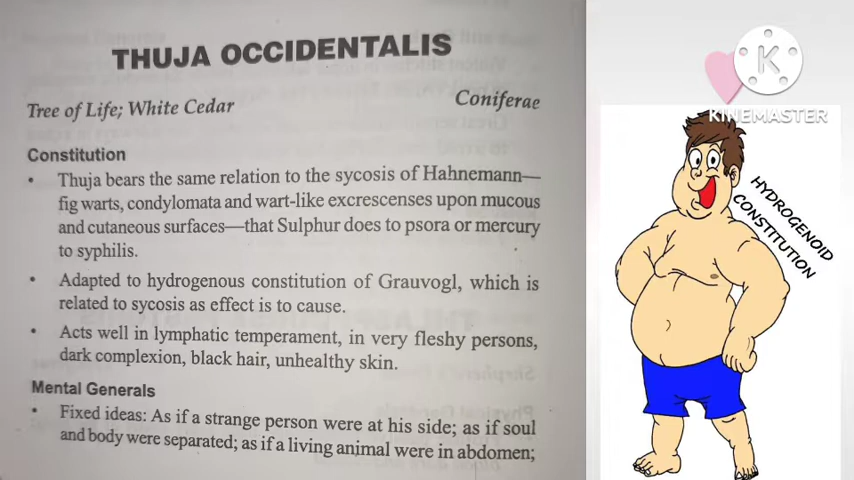 THUJA OCCIDENTALIS
Tree of Life; White Cedar
Coniferae
Constitution
• Thuja bears the same relation to the sycosis of Hahnemann—
fig warts, condylomata and wart-like excrescenses upon mucous
and cutaneous surfaces—that Sulphur does to psora or mercury
to syphilis.
• Adapted to hydrogenous constitution of Grauvogl, which is
related to sycosis as effect is to cause.
• Acts well in lymphatic temperament, in very fleshy persons,
dark complexion, black hair, unhealthy skin.
Mental Generals
• Fixed ideas: As if a strange person were at his side; as if soul
and body were separated; as if a living animal were in abdomen;
K
KINEMASTER
HYDROGENOID
CONSTITUTION